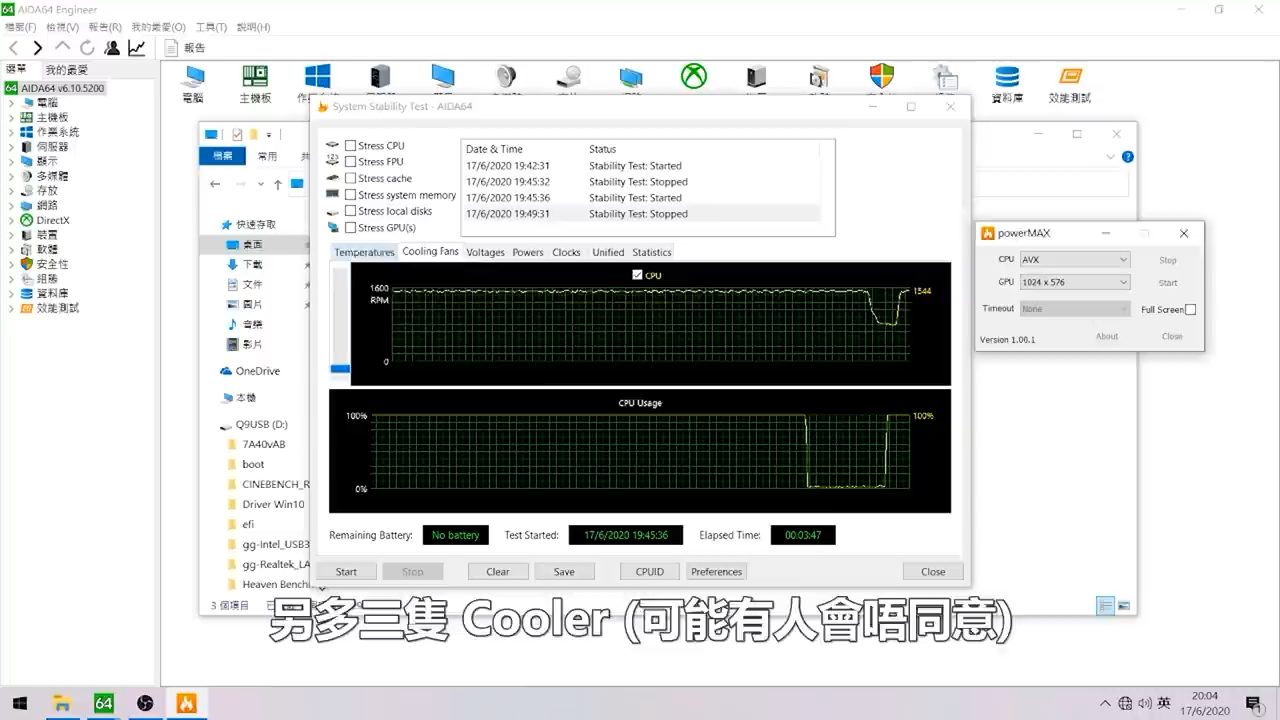 AIDA64 Engineer
檔案(F) 檢視(V) 報告(R) 我的最愛(O) 工具(T) 說明(H)
報告
選單 我的最愛
AIDA64 v6.10.5200
電腦
主機板
作業系統
伺服器
顯示
多媒體
存放
網路
DirectX
裝置
軟體
安全性
組態
資料庫
效能測試
電腦 主機板 資料庫 效能測試
System Stability Test - AIDA64
Stress CPU
Stress FPU
Stress cache
Stress system memory
Stress local disks
Stress GPU(s)
Date & Time Status
17/6/2020 19:42:31 Stability Test: Started
17/6/2020 19:45:32 Stability Test: Stopped
17/6/2020 19:45:36 Stability Test: Started
17/6/2020 19:49:31 Stability Test: Stopped
Temperatures Cooling Fans Voltages Powers Clocks Unified Statistics
CPU
1600
RPM
0
1544
CPU Usage
100%
0%
100%
Remaining Battery: No battery Test Started: 17/6/2020 19:45:36 Elapsed Time: 00:03:47
Start Stop Clear Save CPUID Preferences Close
檔案 常用
快速存取
桌面
下載
文件
圖片
音樂
影片
OneDrive
本機
Q9USB (D:)
7A40vAB
boot
CINEBENCH_R
Driver Win10
efi
gg-Intel_USB3
gg-Realtek_LA
Heaven Bench
3 個項目
powerMAX
CPU AVX Stop
GPU 1024 x 576 Start
Timeout None Full Screen
Version 1.00.1 About Close
另多三隻 Cooler (可能有人會唔同意)
英
20:04
17/6/2020